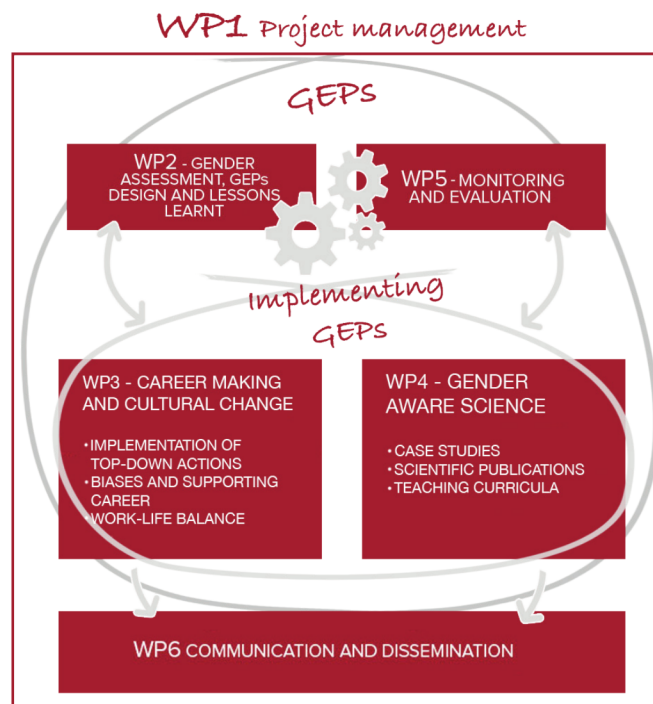 WP1 Project management
GEPS
WP2 - GENDER
ASSESSMENT, GEPs
DESIGN AND LESSONS
LEARNT
WP5 - MONITORING
AND EVALUATION
Implementing
GEPS
WP3 - CAREER MAKING
AND CULTURAL CHANGE
•IMPLEMENTATION OF
TOP-DOWN ACTIONS
•BIASES AND SUPPORTING
CAREER
•WORK-LIFE BALANCE
WP4 - GENDER
AWARE SCIENCE
•CASE STUDIES
•SCIENTIFIC PUBLICATIONS
•TEACHING CURRICULA
WP6 COMMUNICATION AND DISSEMINATION